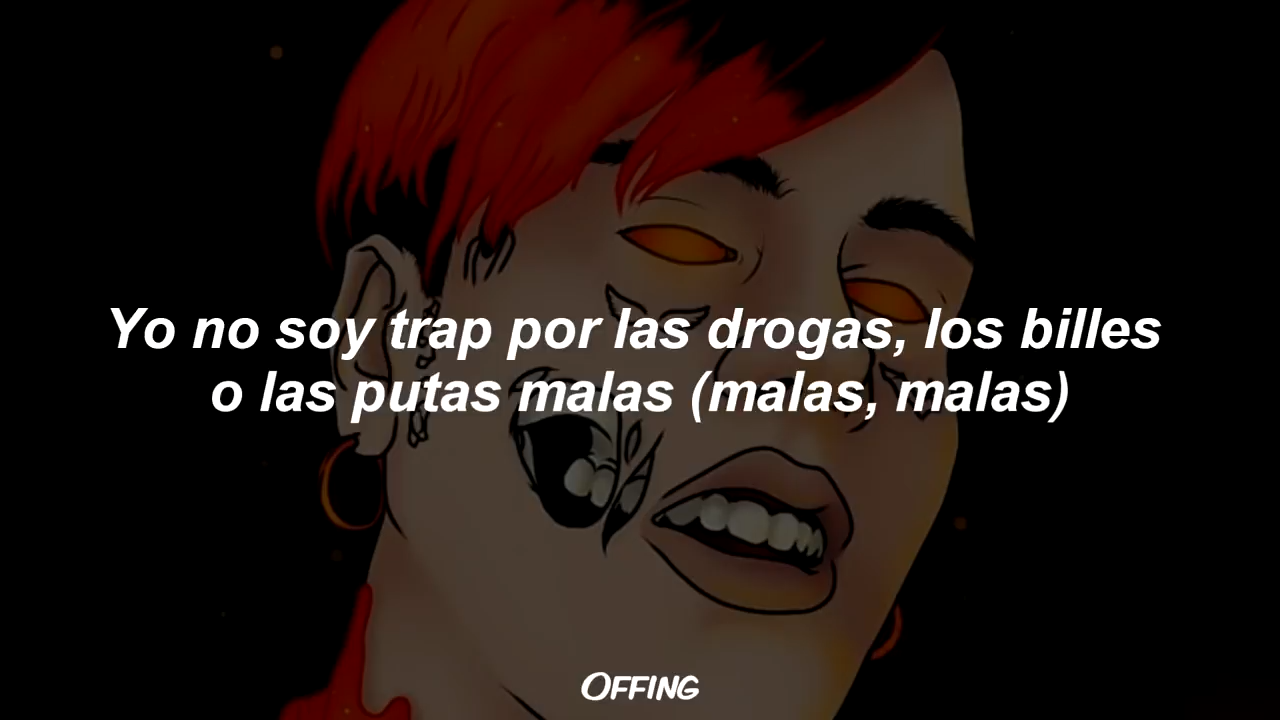 Yo no soy trap por las drogas, los billes
o las putas malas (malas, malas)
OFFING